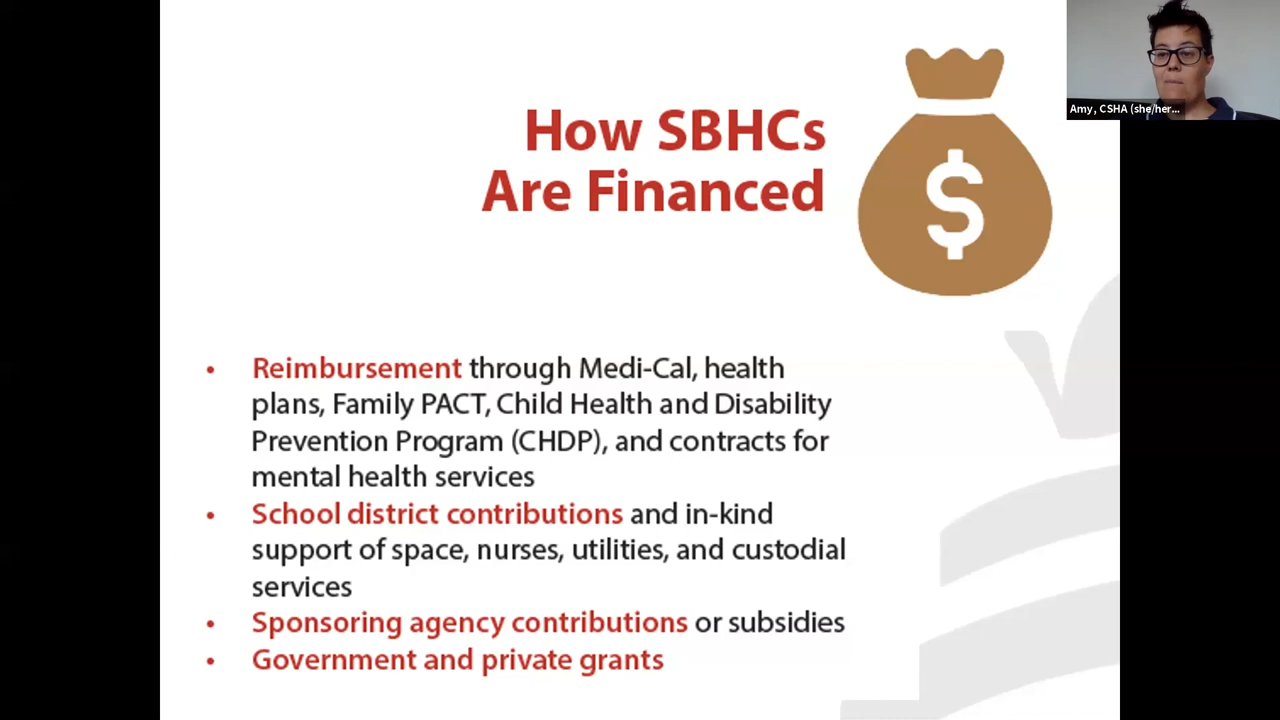 How SBHCs
Are Financed
$
Amy, CSHA (she/her...
• Reimbursement through Medi-Cal, health
plans, Family PACT, Child Health and Disability
Prevention Program (CHDP), and contracts for
mental health services
• School district contributions and in-kind
support of space, nurses, utilities, and custodial
services
• Sponsoring agency contributions or subsidies
• Government and private grants